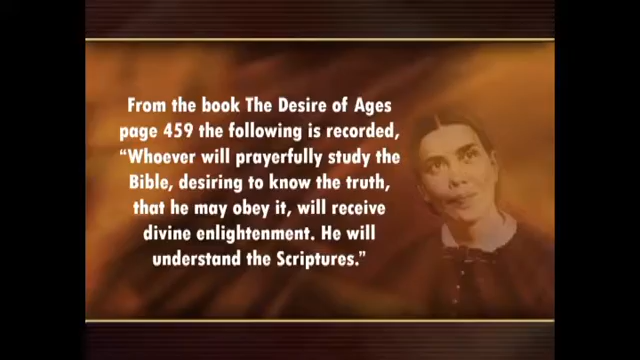 From the book The Desire of Ages
page 459 the following is recorded,
“Whoever will prayerfully study the
Bible, desiring to know the truth,
that he may obey it, will receive
divine enlightenment. He will
understand the Scriptures.”